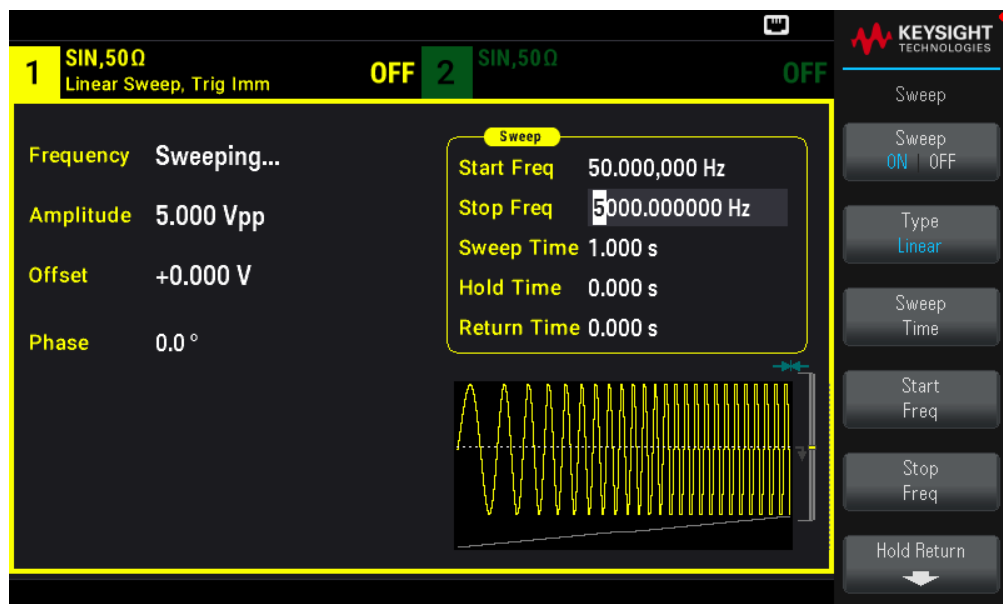 KEYSIGHT
TECHNOLOGIES
1
SIN,50Ω
Linear Sweep, Trig Imm
OFF
2
SIN,50Ω
OFF
Frequency Sweeping...
Amplitude 5.000 Vpp
Offset +0.000 V
Phase 0.0 °
Sweep
Start Freq 50.000,000 Hz
Stop Freq 5000.000000 Hz
Sweep Time 1.000 s
Hold Time 0.000 s
Return Time 0.000 s
Sweep
Sweep
ON | OFF
Type
Linear
Sweep
Time
Start
Freq
Stop
Freq
Hold Return